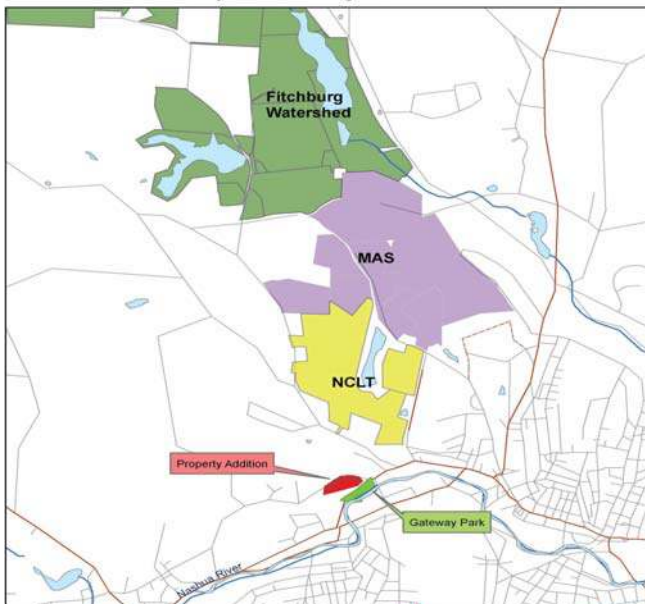 Fitchburg
Watershed
MAS
NCLT
Property Addition
Gateway Park
Nashua River